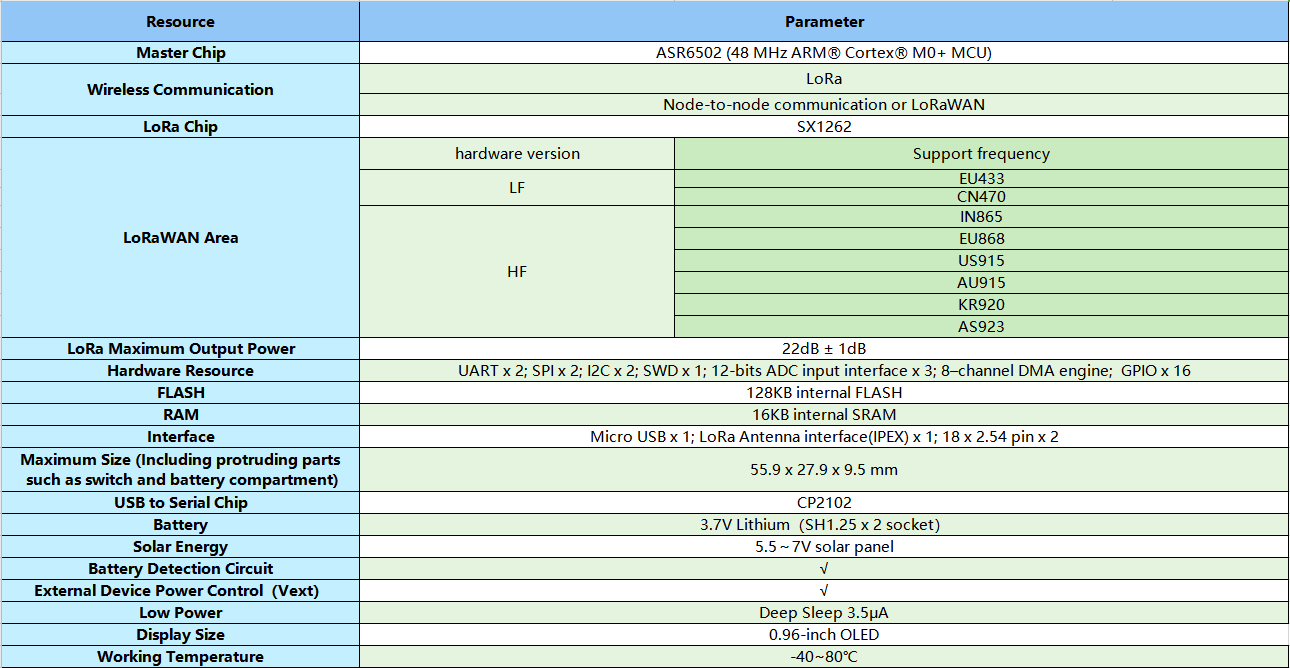 Resource Parameter
Master Chip ASR6502 (48 MHz ARM® Cortex® M0+ MCU)
Wireless Communication LoRa
Node-to-node communication or LoRaWAN
LoRa Chip SX1262
LoRaWAN Area hardware version Support frequency
LF EU433
CN470
HF IN865
EU868
US915
AU915
KR920
AS923
LoRa Maximum Output Power 22dB ± 1dB
Hardware Resource UART x 2; SPI x 2; I2C x 2; SWD x 1; 12-bits ADC input interface x 3; 8–channel DMA engine; GPIO x 16
FLASH 128KB internal FLASH
RAM 16KB internal SRAM
Interface Micro USB x 1; LoRa Antenna interface(IPEX) x 1; 18 x 2.54 pin x 2
Maximum Size (Including protruding parts
such as switch and battery compartment) 55.9 x 27.9 x 9.5 mm
USB to Serial Chip CP2102
Battery 3.7V Lithium (SH1.25 x 2 socket)
Solar Energy 5.5～7V solar panel
Battery Detection Circuit √
External Device Power Control (Vext) √
Low Power Deep Sleep 3.5μA
Display Size 0.96-inch OLED
Working Temperature -40~80℃